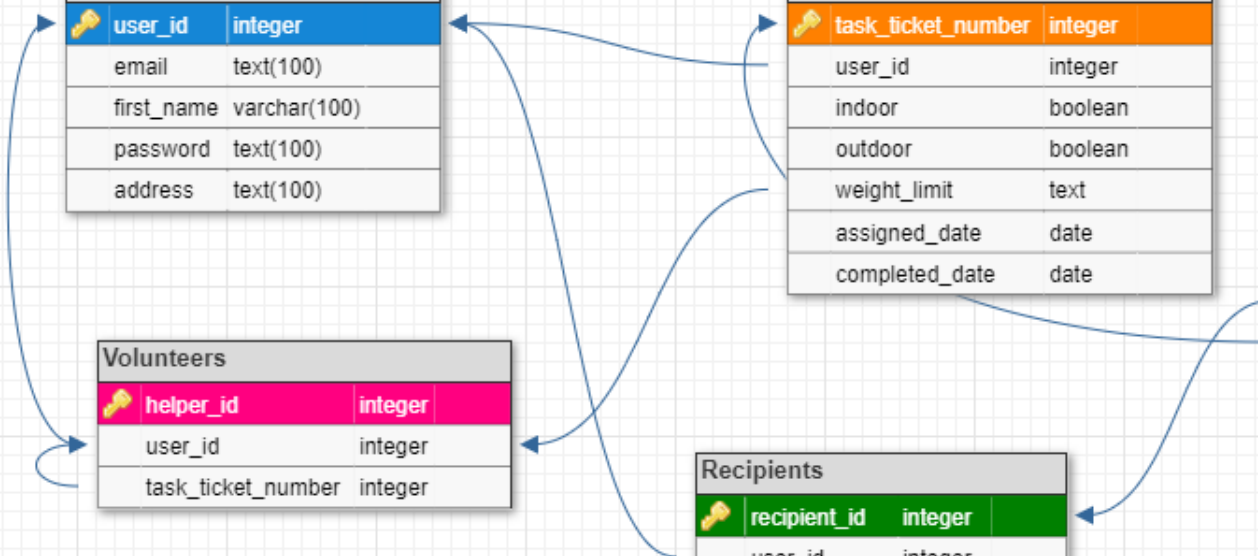 user_id integer
email text(100)
first_name varchar(100)
password text(100)
address text(100)
task_ticket_number integer
user_id integer
indoor boolean
outdoor boolean
weight_limit text
assigned_date date
completed_date date
Volunteers
helper_id integer
user_id integer
task_ticket_number integer
Recipients
recipient_id integer
user_id integer